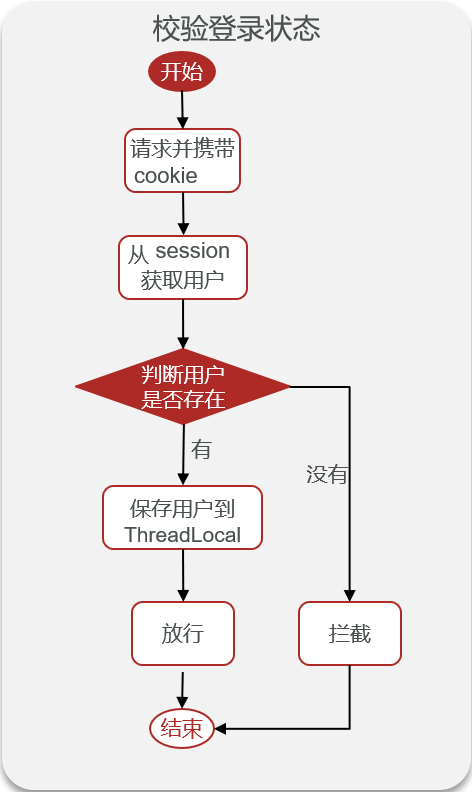 校验登录状态
开始
请求并携带
cookie
从 session
获取用户
判断用户
是否存在
有
没有
保存用户到
ThreadLocal
放行
拦截
结束